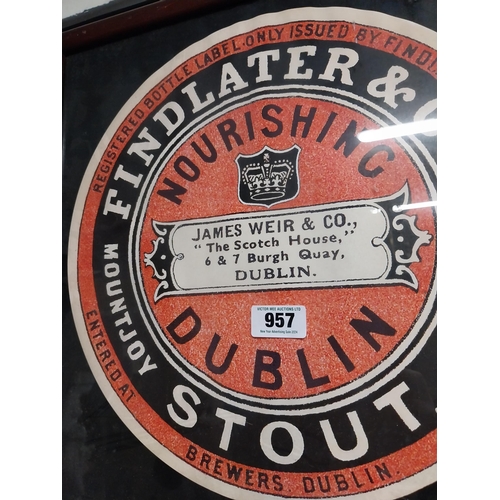 REGISTERED BOTTLE LABEL. ONLY ISSUED BY
FINDLATER & 
NOURISHING
JAMES WEIR & CO.,
"The Scotch House,"
6 & 7 Burgh Quay,
DUBLIN.
957
DUBLIN
MOUNTJOY
STOUT.
ENTERED AT
BREWERS, DUBLIN.